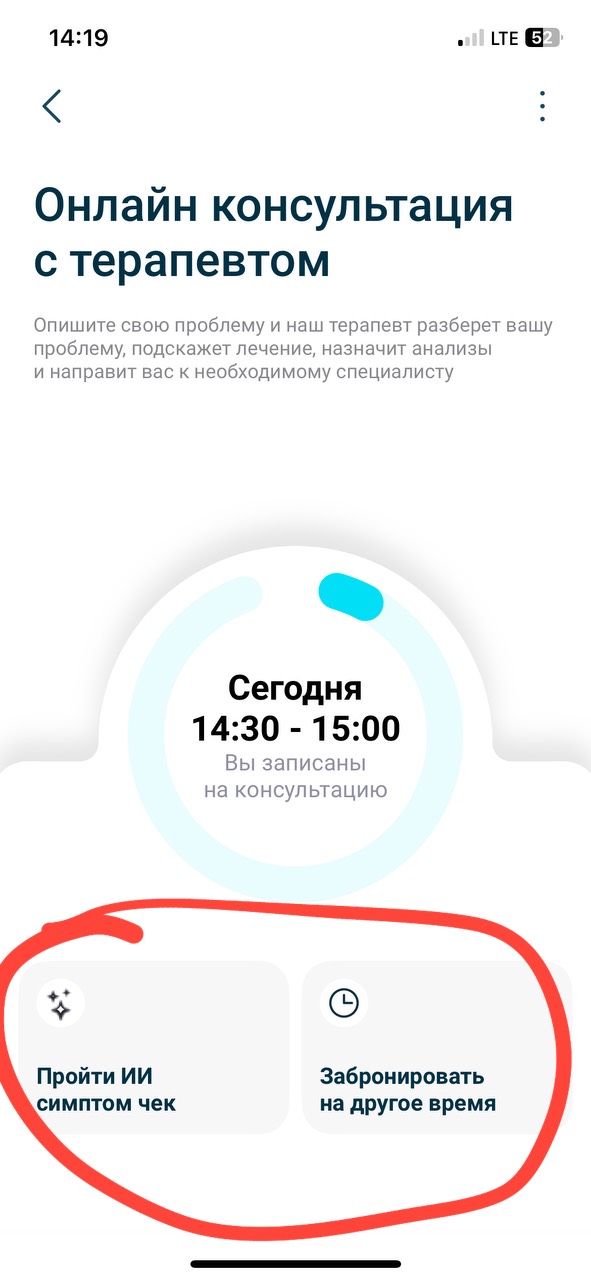 14:19
LTE 52
Онлайн консультация
с терапевтом
Опишите свою проблему и наш терапевт разберет вашу
проблему, подскажет лечение, назначит анализы
и направит вас к необходимому специалисту
Сегодня
14:30 - 15:00
Вы записаны
на консультацию
Пройти ИИ
симптом чек
Забронировать
на другое время